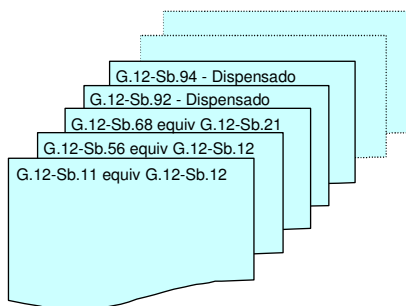 G.12-Sb.94 - Dispensado
G.12-Sb.92 - Dispensado
G.12-Sb.68 equiv G.12-Sb.21
G.12-Sb.56 equiv G.12-Sb.12
G.12-Sb.11 equiv G.12-Sb.12